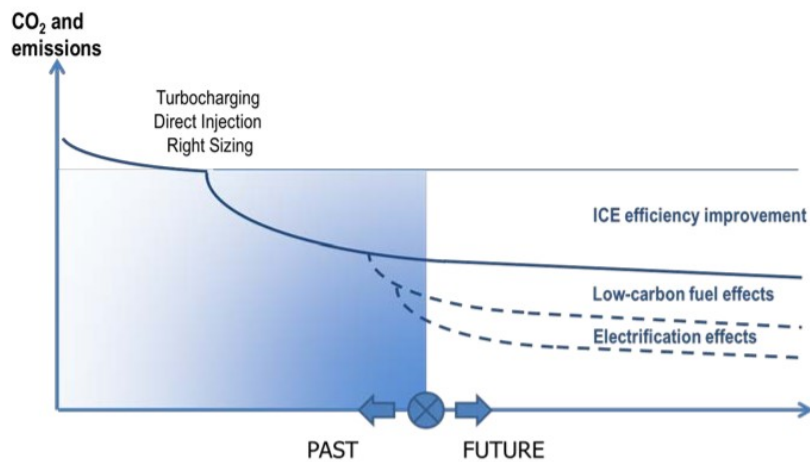 CO₂ and
emissions
Turbocharging
Direct Injection
Right Sizing
ICE efficiency improvement
Low-carbon fuel effects
Electrification effects
PAST
FUTURE